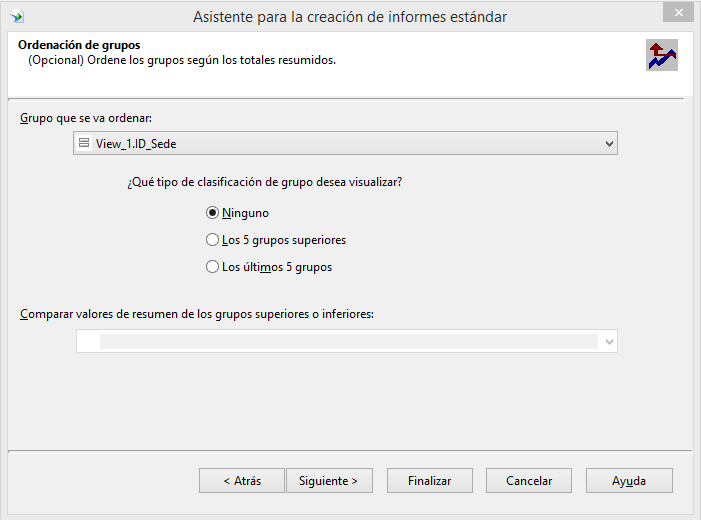 Asistente para la creación de informes estándar
Ordenación de grupos
(Opcional) Ordene los grupos según los totales resumidos.
Grupo que se va ordenar:
View_1.ID_Sede
¿Qué tipo de clasificación de grupo desea visualizar?
Ninguno
Los 5 grupos superiores
Los últimos 5 grupos
Comparar valores de resumen de los grupos superiores o inferiores:
< Atrás Siguiente > Finalizar Cancelar Ayuda